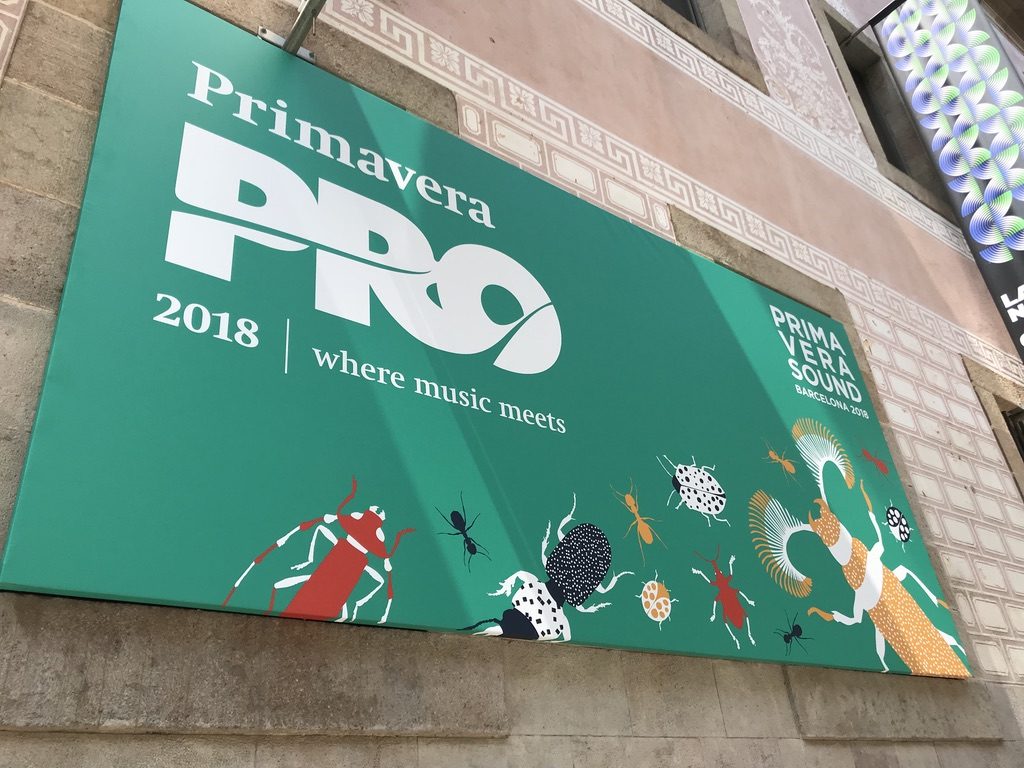 Primavera
PRO
2018 | where music meets
PRIMA
VERA
SOUND
BARCELONA 2018